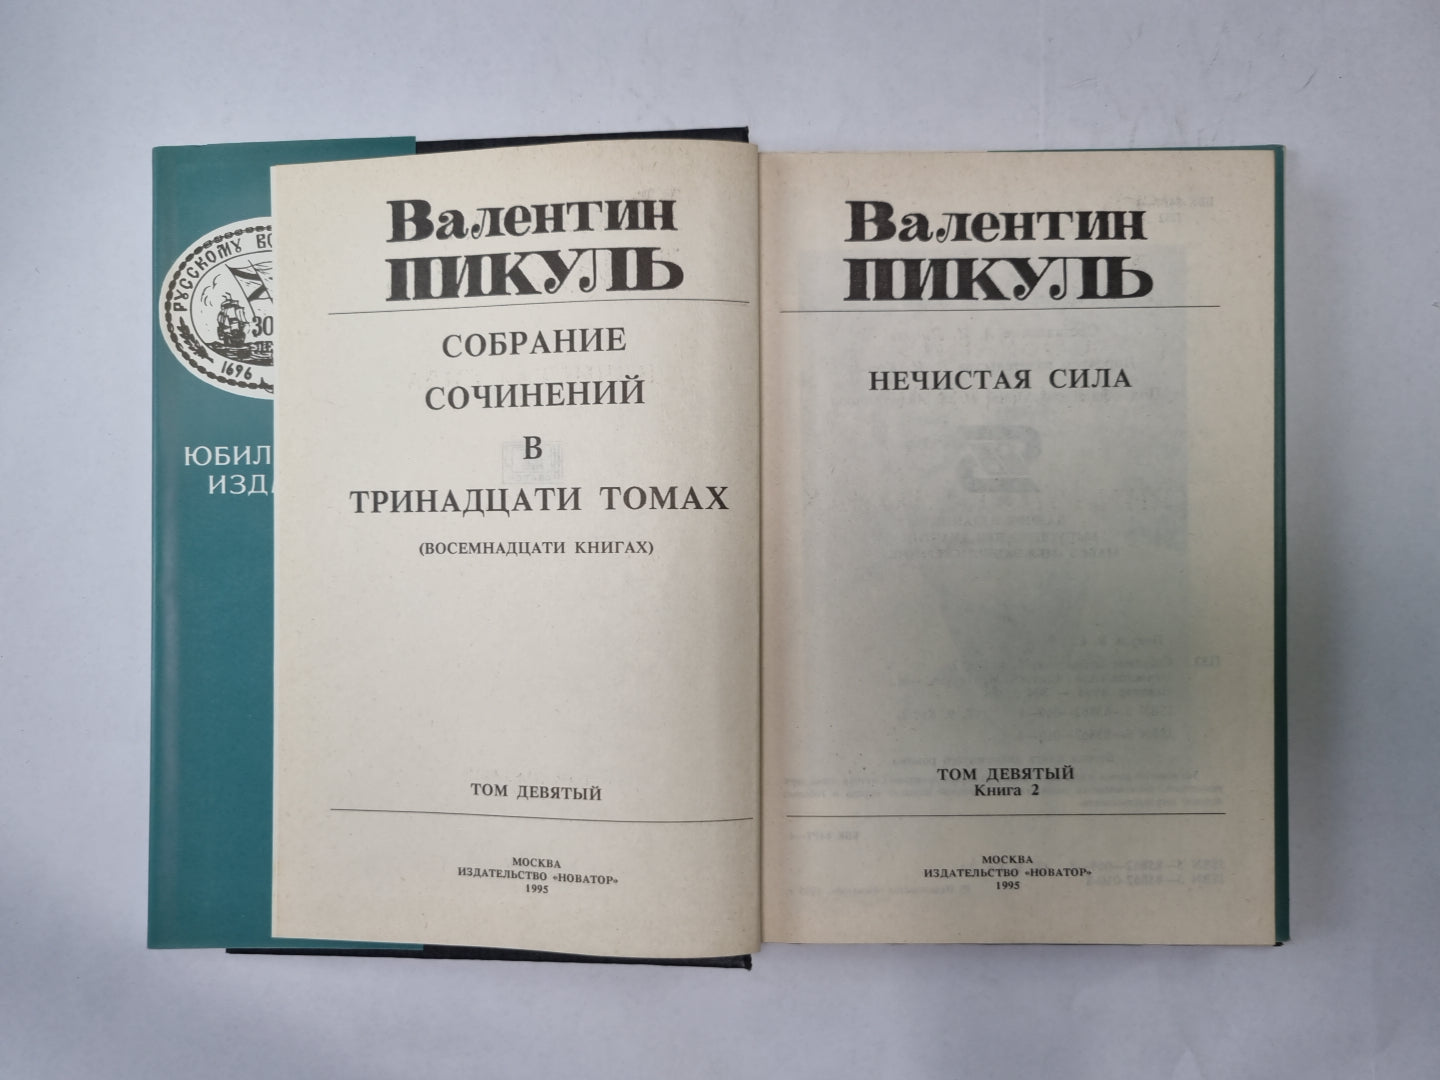 РУССКОМУ
ЗО
1696
ЮБИЛ
ИЗДА
Валентин
ПИКУЛЬ
СОБРАНИЕ
СОЧИНЕНИЙ
В
ТРИНАДЦАТИ ТОМАХ
(ВОСЕМНАДЦАТИ КНИГАХ)
ТОМ ДЕВЯТЫЙ
МОСКВА
ИЗДАТЕЛЬСТВО «НОВАТОР»
1995
Валентин
ПИКУЛЬ
НЕЧИСТАЯ СИЛА
ТОМ ДЕВЯТЫЙ
Книга 2
МОСКВА
ИЗДАТЕЛЬСТВО «НОВАТОР»
1995